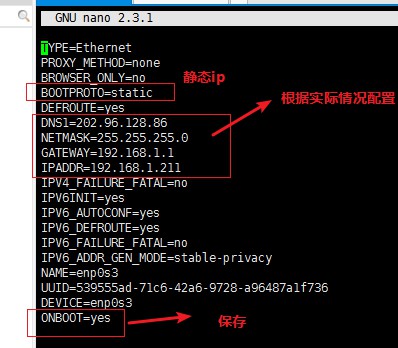 GNU nano 2.3.1
TYPE=Ethernet
PROXY_METHOD=none
BROWSER_ONLY=no
静态ip
BOOTPROTO=static
DEFROUTE=yes
根据实际情况配置
DNS1=202.96.128.86
NETMASK=255.255.255.0
GATEWAY=192.168.1.1
IPADDR=192.168.1.211
IPV4_FAILURE_FATAL=no
IPV6INIT=yes
IPV6_AUTOCONF=yes
IPV6_DEFROUTE=yes
IPV6_FAILURE_FATAL=no
IPV6_ADDR_GEN_MODE=stable-privacy
NAME=enp0s3
UUID=539555ad-71c6-42a6-9728-a96487a1f736
DEVICE=enp0s3
ONBOOT=yes
保存